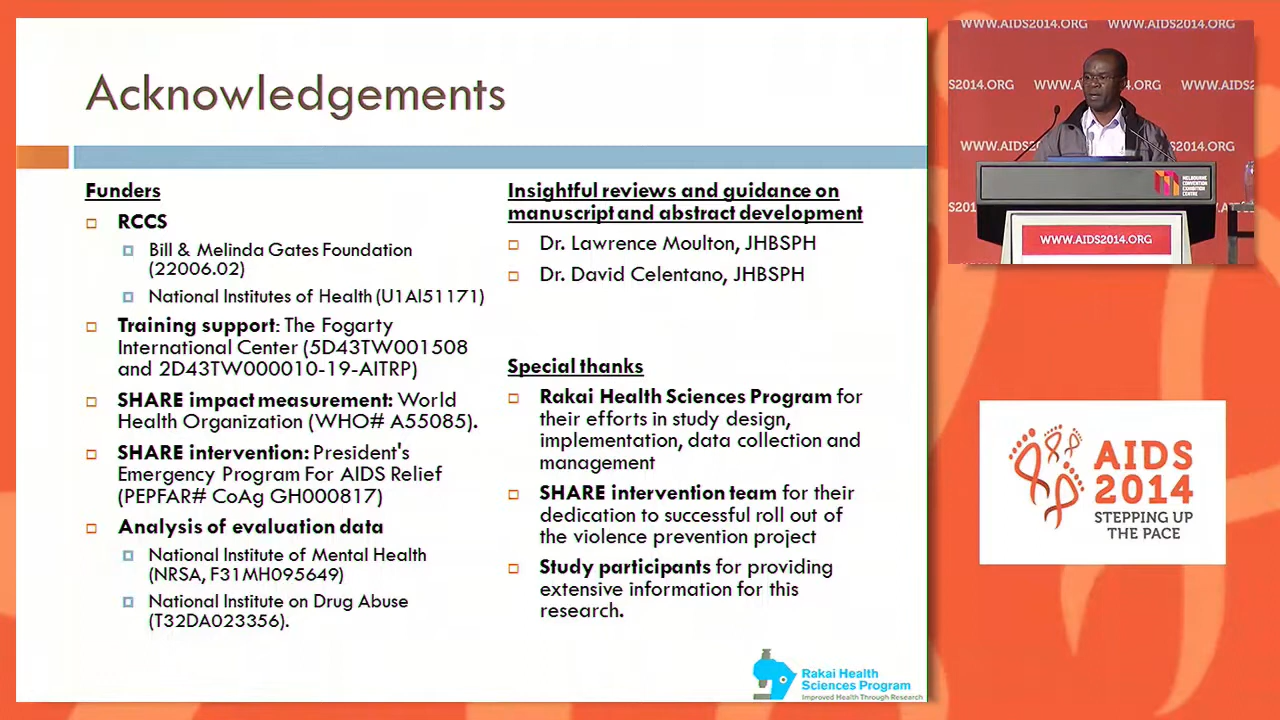 Acknowledgements
Funders
RCCS
Bill & Melinda Gates Foundation
(22006.02)
National Institutes of Health (U1AI51171)
Training support: The Fogarty
International Center (5D43TW001508
and 2D43TW000010-19-AITRP)
SHARE impact measurement: World
Health Organization (WHO# A55085).
SHARE intervention: President's
Emergency Program For AIDS Relief
(PEPFAR# CoAg GH000817)
Analysis of evaluation data
National Institute of Mental Health
(NRSA, F31MH095649)
National Institute on Drug Abuse
(T32DA023356).
Insightful reviews and guidance on
manuscript and abstract development
Dr. Lawrence Moulton, JHBSPH
Dr. David Celentano, JHBSPH
Special thanks
Rakai Health Sciences Program for
their efforts in study design,
implementation, data collection and
management
SHARE intervention team for their
dedication to successful roll out of
the violence prevention project
Study participants for providing
extensive information for this
research.
Rakai Health
Sciences Program
Improved Health Through Research
WWW.AIDS2014.ORG WWW.AIDS2014.ORG
DS2014.ORG WWW.AIDS2014.ORG WWW.AIDS2
WWW.AIDS S2014.ORG
MELBOURNE
CONVENTION
EXHIBITION
CENTRE
WWW.AIDS2014.ORG
AIDS
2014
STEPPING UP
THE PACE